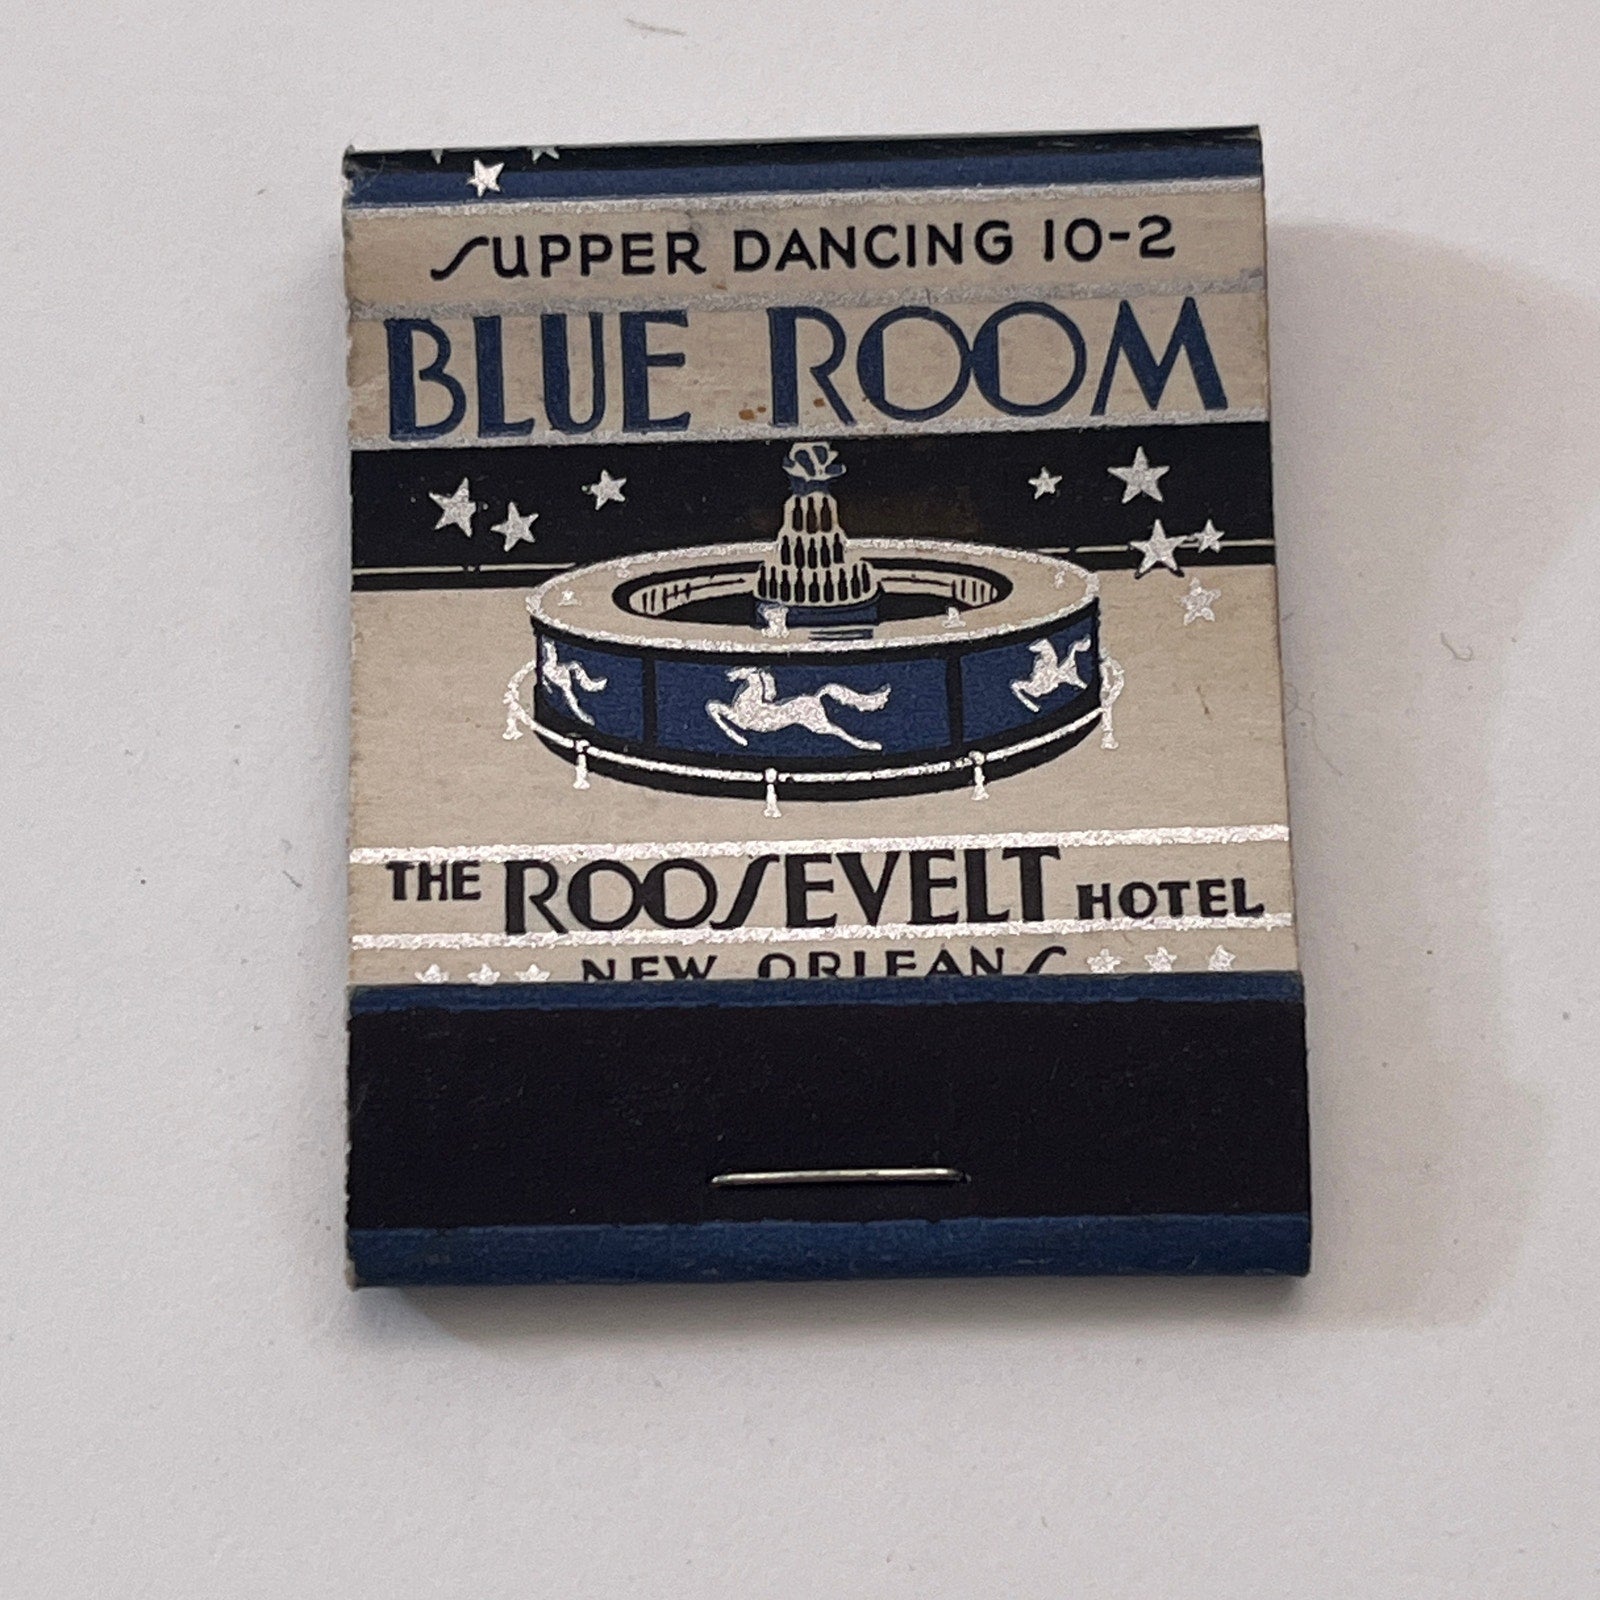 SUPPER DANCING 10-2
BLUE ROOM
THE ROOSEVELT HOTEL
NEW ORLEANS